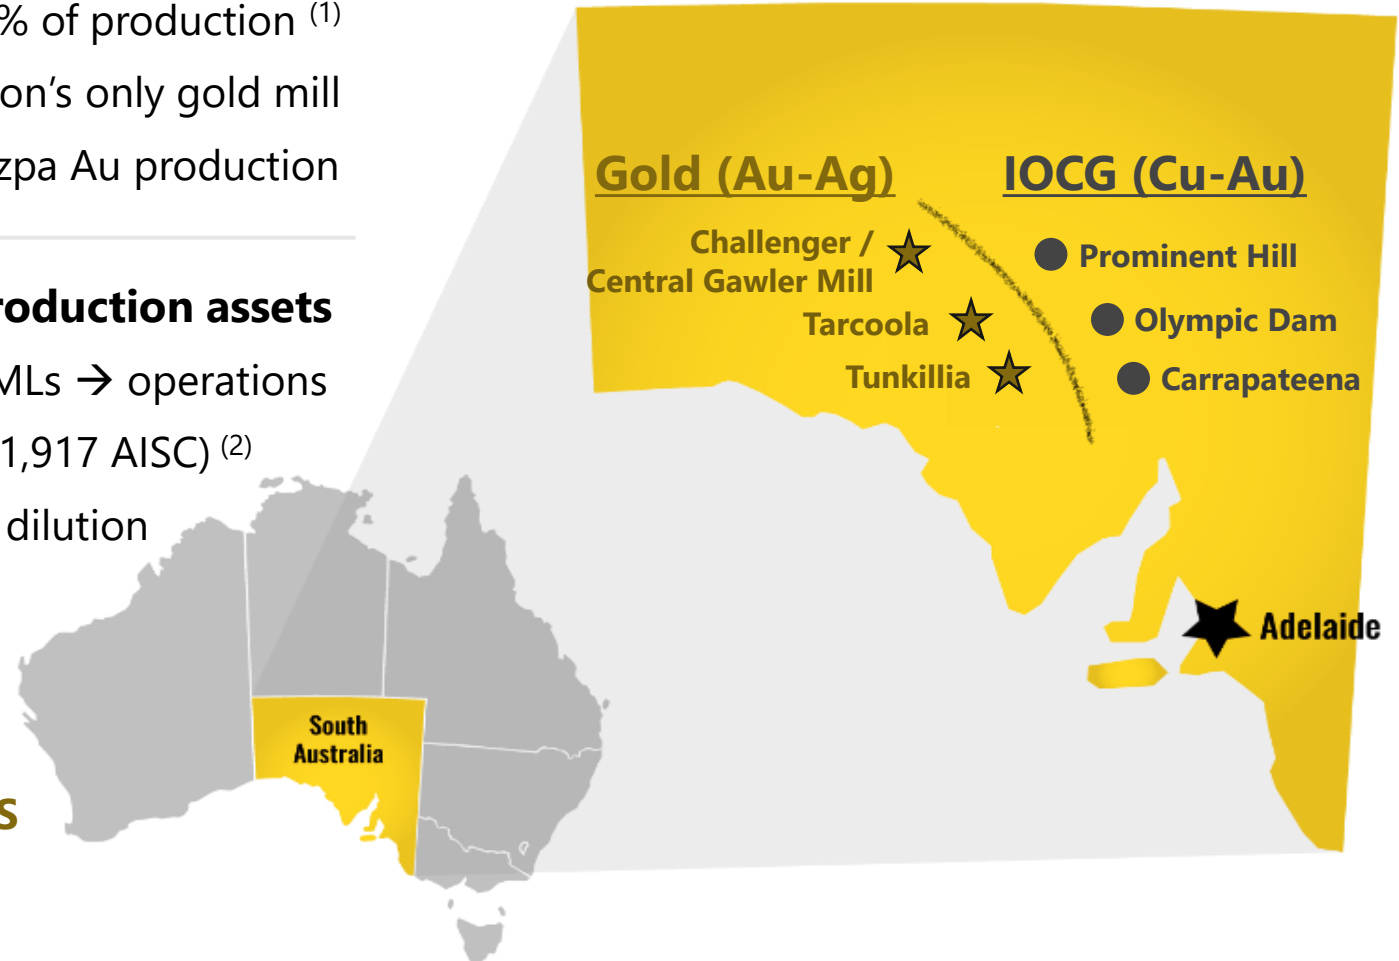 % of production (1)
on's only gold mill
zpa Au production
roduction assets
MLs → operations
1,917 AISC) (2)
dilution
s
Gold (Au-Ag)
IOCG (Cu-Au)
Challenger /
Central Gawler Mill
Tarcoola
Tunkillia
Prominent Hill
Olympic Dam
Carrapateena
Adelaide
South
Australia